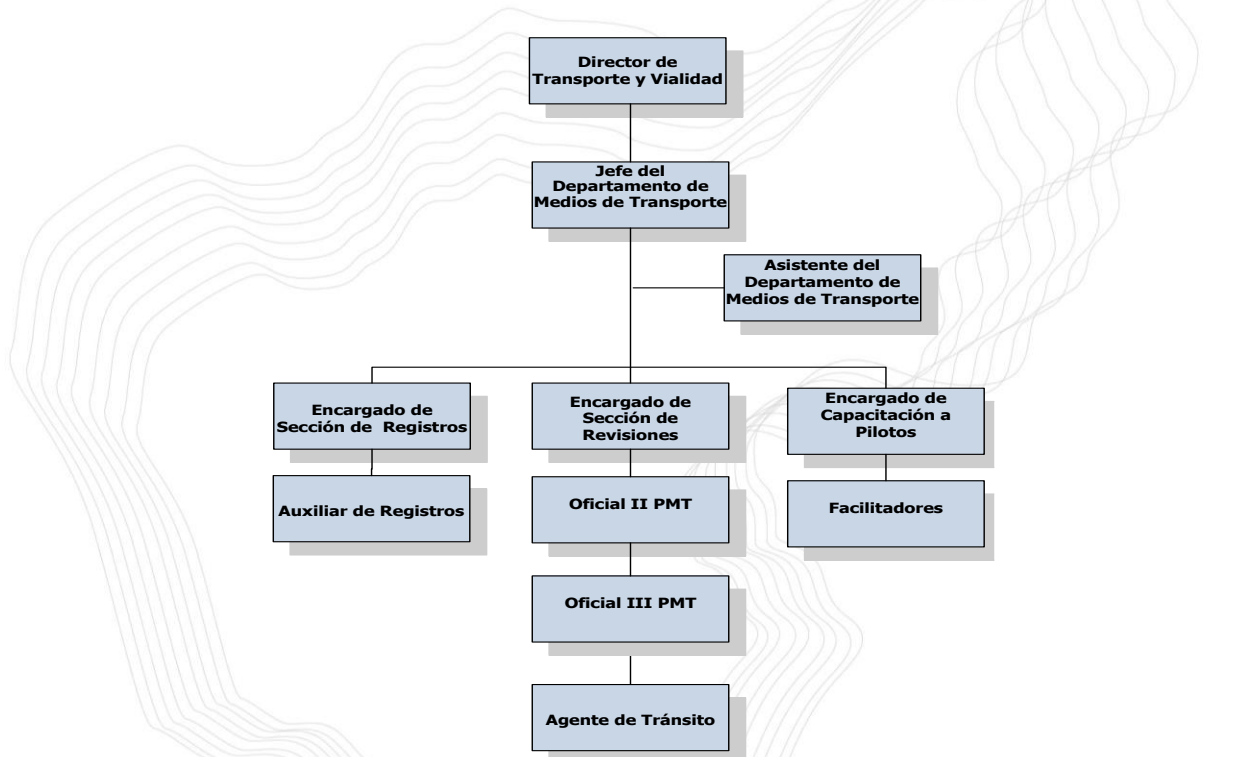 Director de
Transporte y Vialidad
Jefe del
Departamento de
Medios de Transporte
Asistente del
Departamento de
Medios de Transporte
Encargado de
Sección de Registros
Encargado de
Sección de
Revisiones
Encargado de
Capacitación a
Pilotos
Auxiliar de Registros
Oficial II PMT
Facilitadores
Oficial III PMT
Agente de Tránsito